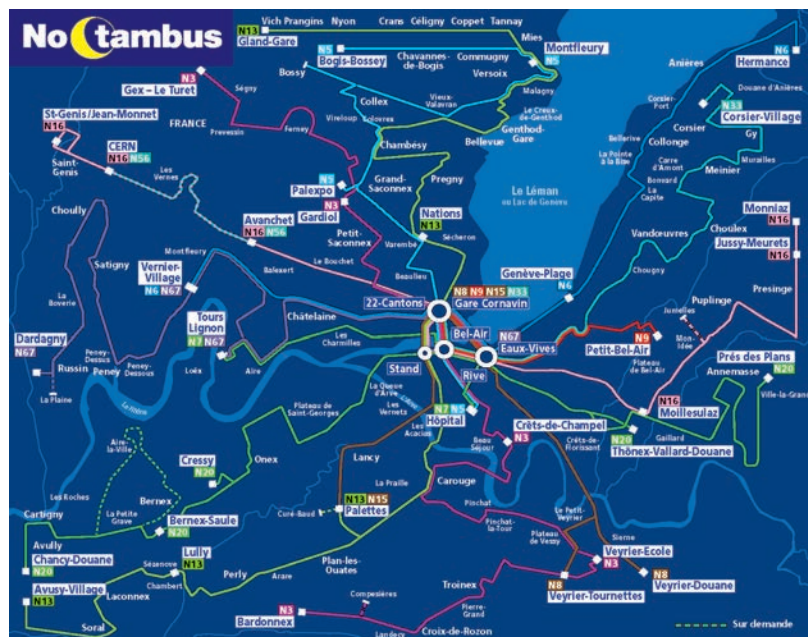 Noctambus
N13
Gland-Gare
Vich Prangins Nyon Crans Céligny Coppet Tannay
Mies
N5
Bogis-Bossey
Chavannes-de-Bogis
Commugny
Versoix
Montfleury
N5
Anières
N6
Hermance
N3
Gex – Le Turet
Bossy
Collex
Vieux-Valavran
Malagny
Le Creux-de-Genthod
Genthod-Gare
Douane d'Anières
Corsier-Port
N33
Corsier-Village
Ségny
St-Genis/Jean-Monnet
N16
FRANCE
Prevessin
Ferney
Vireloup
Colovrex
Chambésy
Bellevue
Corsier
Collonge
Gy
Bellerive
La Pointe à la Bise
Carre d'Amont
Bonvard
La Capite
Murailles
Meinier
Saint-Genis
CERN
N16 N56
Les Vernes
Grand-Saconnex
Pregny
Palexpo
N5
N3
Gardiol
Le Léman
ou Lac de Genève
Monniaz
N16
Choully
Avanchet
N16 N56
Petit-Saconnex
Nations
N13
Vandœuvres
Choulex
Jussy-Meurets
N16
Satigny
Montfleury
Le Bouchet
Varembé
Sécheron
Balexert
Beaulieu
Chougny
Presinge
Vernier-Village
N6 N67
La Boverie
Genève-Plage
N6
22-Cantons
N8 N9 N15 N33
Gare Cornavin
Puplinge
Jumelles
Mon-Idée
Châtelaine
Tours Lignon
N7 N67
Les Charmilles
Bel-Air
N67
Eaux-Vives
N9
Petit-Bel-Air
Plateau de Bel-Air
Dardagny
N67
Russin
Peney-Dessus
Peney
Peney-Dessous
Loëx
Aire
Stand
Rive
Prés des Plans
N20
Annemasse
Ville-la-Grand
La Plaine
La Queue d'Arve
Les Vernets
Plateau de Saint-Georges
Les Acacias
N7 N5
Hôpital
N16
Moillesulaz
Crêts-de-Champel
N3
Beau Séjour
Crêts-de-Florissant
Gaillard
N20
Thônex-Vallard-Douane
Aire-la-Ville
Onex
Cressy
N20
Lancy
La Praille
Carouge
Les Roches
Bernex
La Petite Grave
Pinchat
Pinchat-la-Tour
Le Petit-Veyrier
Cartigny
N13 N15
Palettes
Curé-Baud
Bernex-Saule
N20
Plateau de Vessy
Sierne
Avully
Chancy-Douane
N20
Lully
N13
Sézenove
Chambert
Plan-les-Ouates
Veyrier-Ecole
N3
Perly
Arare
Troinex
N8
Veyrier-Tournettes
N8
Veyrier-Douane
Avusy-Village
N13
Laconnex
Compesières
Pierre-Grand
N3
Bardonnex
Soral
Landecy
Croix-de-Rozon
Sur demande